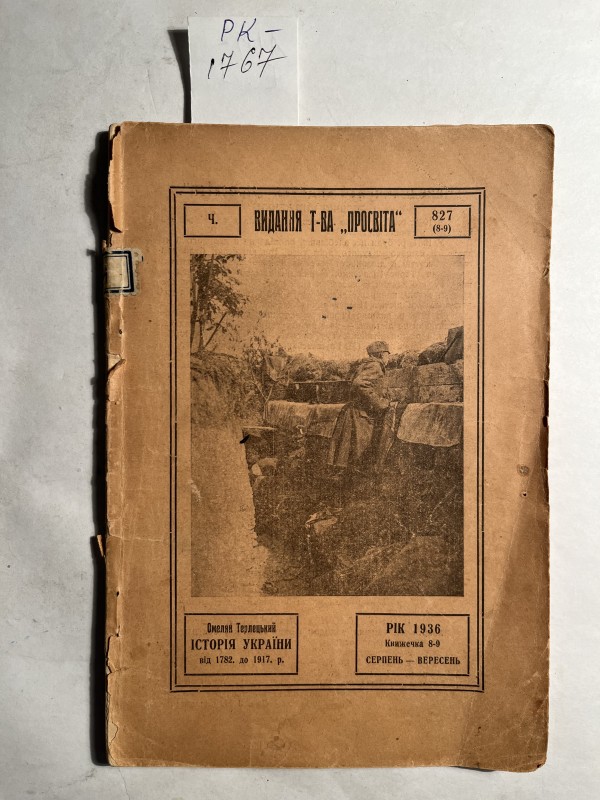 РК-
1767
Ч.
ВИДАННЯ Т-ВА „ПРОСВІТА"
827
(8-9)
Омелян Терлецький
ІСТОРІЯ УКРАЇНИ
від 1782. до 1917. р.
РІК 1936
Книжечка 8-9
СЕРПЕНЬ — ВЕРЕСЕНЬ